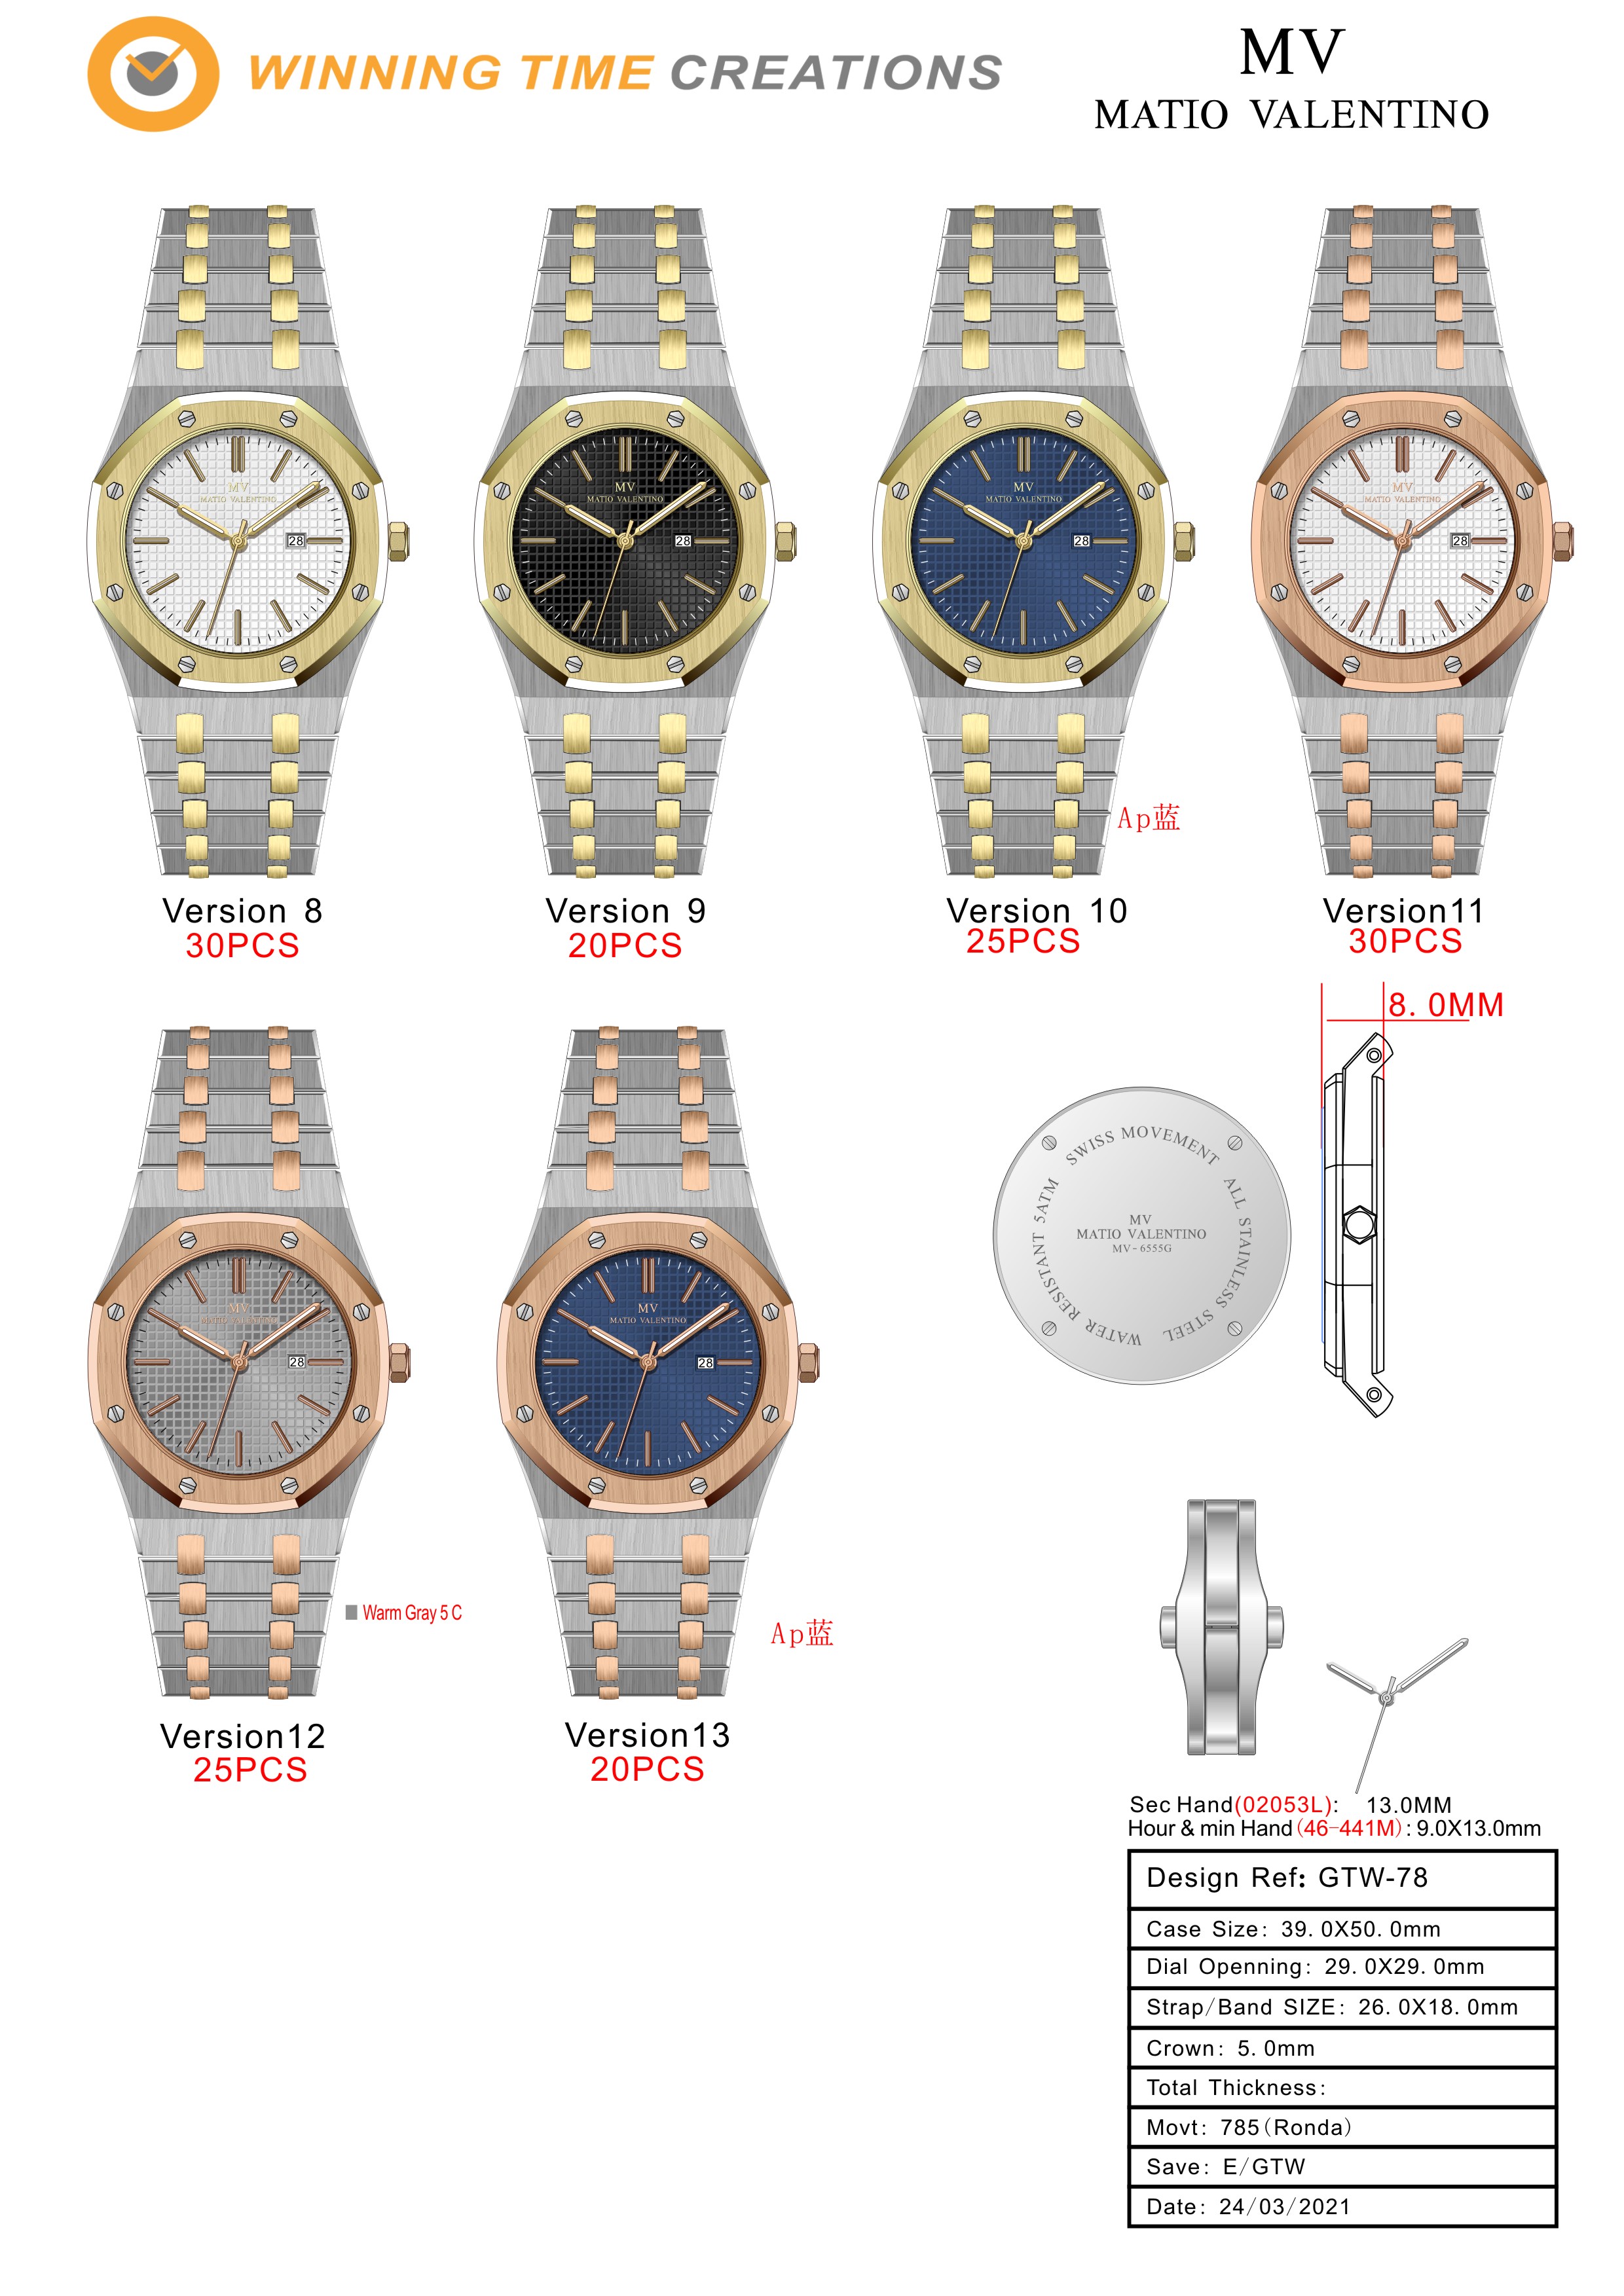 WINNING TIME CREATIONS
MV
MATIO VALENTINO
MV
MATIO VALENTINO
28
MV
MATIO VALENTINO
28
MV
MATIO VALENTINO
28
MV
MATIO VALENTINO
28
Ap蓝
Version 8
30PCS
Version 9
20PCS
Version 10
25PCS
Version11
30PCS
8.0MM
MV
MATIO VALENTINO
28
MV
MATIO VALENTINO
28
SWISS MOVEMENT
ALL STAINLESS STEEL
WATER RESISTANT 5ATM
MV
MATIO VALENTINO
MV-6555G
Warm Gray 5 C
Ap蓝
Version12
25PCS
Version13
20PCS
Sec Hand(02053L): 13.0MM
Hour & min Hand(46-441M): 9.0X13.0mm
Design Ref: GTW-78
Case Size: 39.0X50.0mm
Dial Openning: 29.0X29.0mm
Strap/Band SIZE: 26.0X18.0mm
Crown: 5.0mm
Total Thickness:
Movt: 785(Ronda)
Save: E/GTW
Date: 24/03/2021